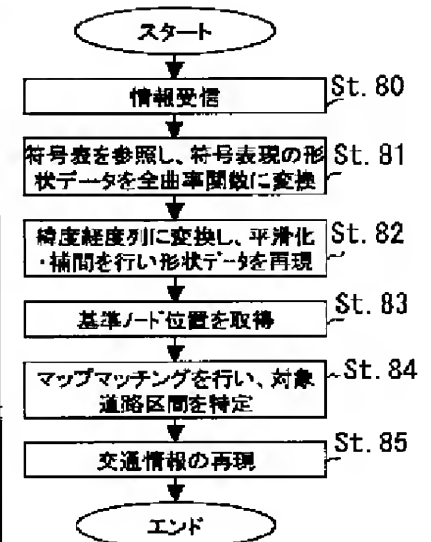 スタート
情報受信
St. 80
符号表を参照し、符号表現の形
状データを全曲率関数に変換
St. 81
緯度経度列に変換し、平滑化
・補間を行い形状データを再現
St. 82
基準ノード位置を取得
St. 83
マップマッチングを行い、対象
道路区間を特定
St. 84
交通情報の再現
St. 85
エンド